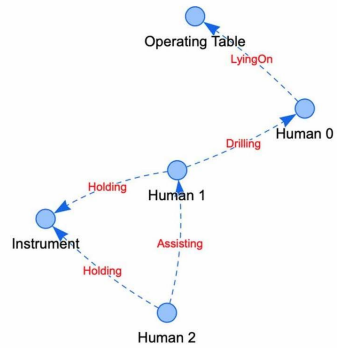 Operating Table
LyingOn
Human 0
Drilling
Holding
Human 1
Instrument
Assisting
Holding
Human 2